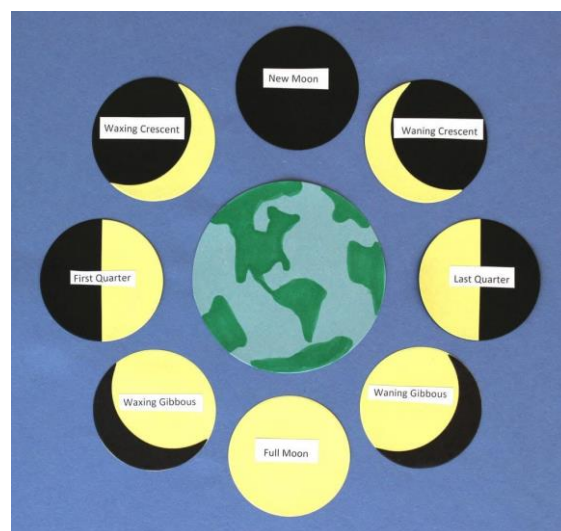 New Moon
Waxing Crescent
Waning Crescent
First Quarter
Last Quarter
Waxing Gibbous
Waning Gibbous
Full Moon